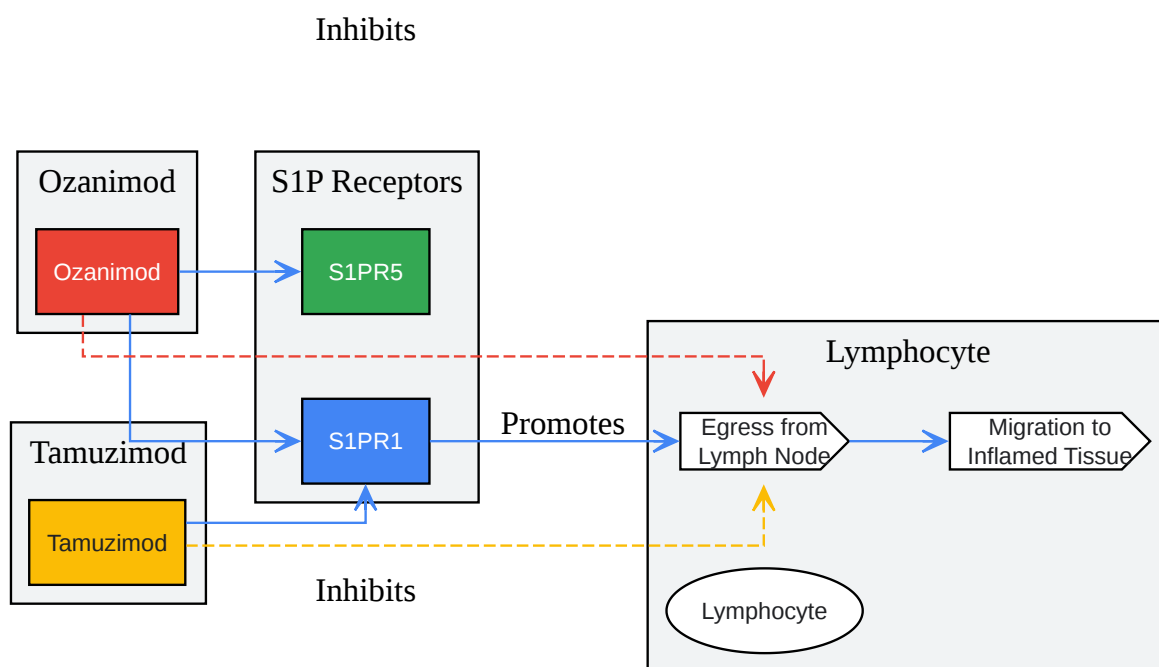 Inhibits
Ozanimod
S1P Receptors
Ozanimod
S1PR5
Lymphocyte
Tamuzimod
S1PR1
Promotes
Egress from
Lymph Node
Migration to
Inflamed Tissue
Tamuzimod
Inhibits
Lymphocyte